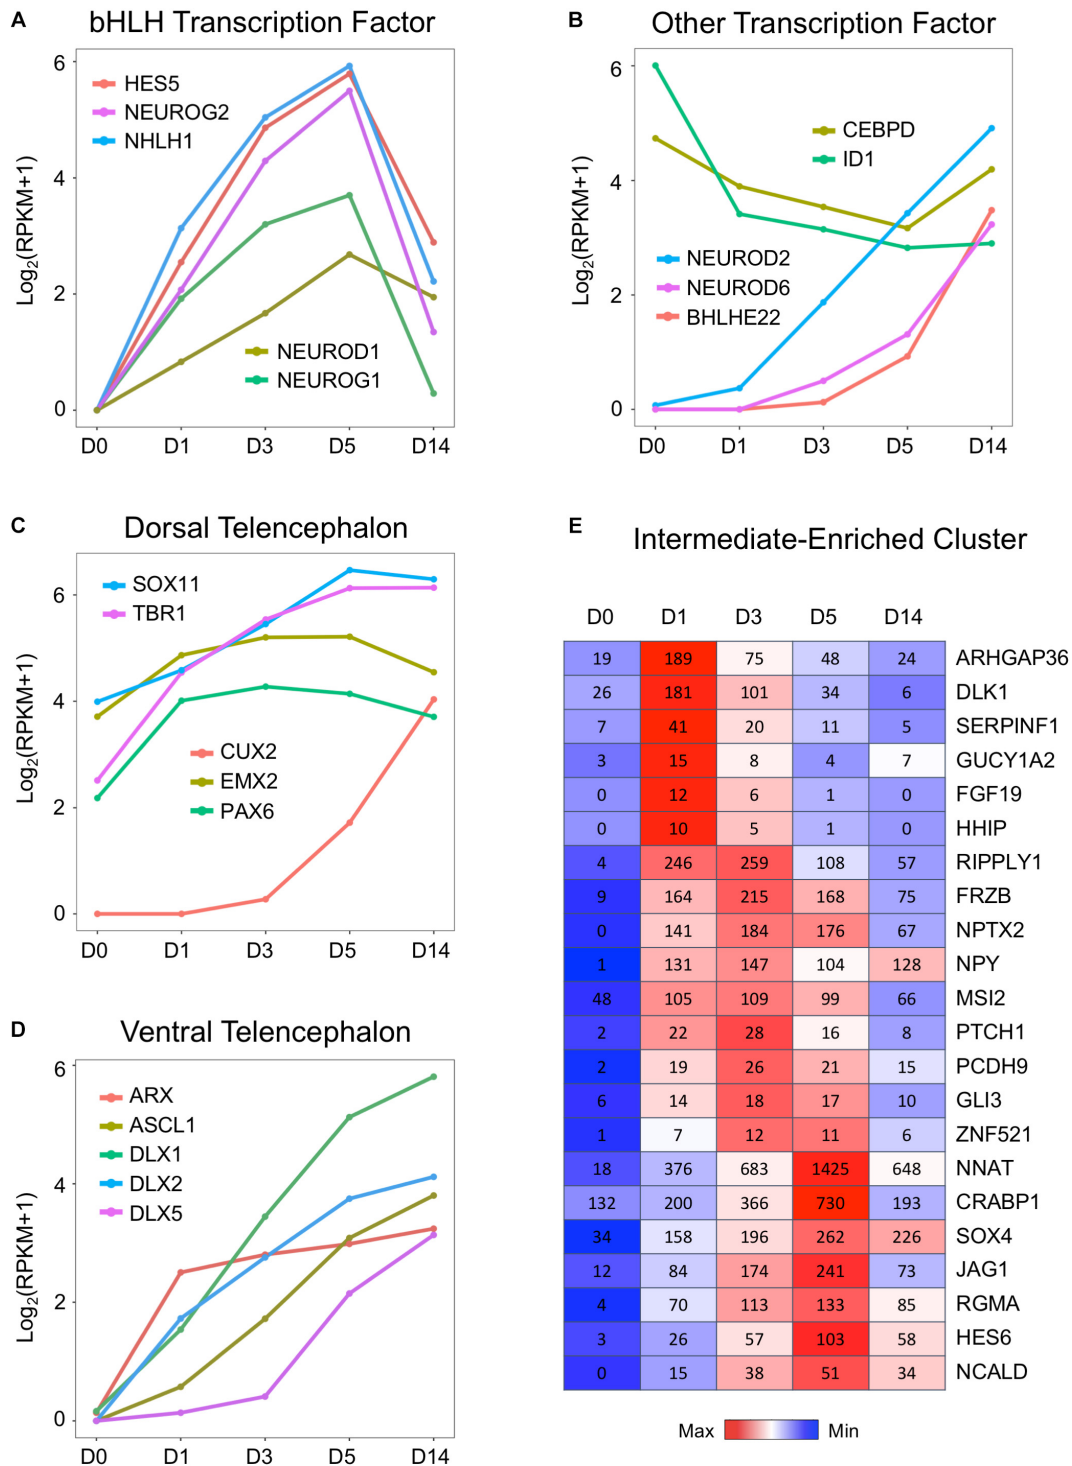 A
bHLH Transcription Factor
Log2(RPKM+1)
6
4
2
0
HES5
NEUROG2
NHLH1
NEUROD1
NEUROG1
D0 D1 D3 D5 D14
B
Other Transcription Factor
Log2(RPKM+1)
6
4
2
0
CEBPD
ID1
NEUROD2
NEUROD6
BHLHE22
D0 D1 D3 D5 D14
C
Dorsal Telencephalon
Log2(RPKM+1)
6
4
2
0
SOX11
TBR1
CUX2
EMX2
PAX6
D0 D1 D3 D5 D14
D
Ventral Telencephalon
Log2(RPKM+1)
6
4
2
0
ARX
ASCL1
DLX1
DLX2
DLX5
D0 D1 D3 D5 D14
E
Intermediate-Enriched Cluster
D0 D1 D3 D5 D14
19 189 75 48 24 ARHGAP36
26 181 101 34 6 DLK1
7 41 20 11 5 SERPINF1
3 15 8 4 7 GUCY1A2
0 12 6 1 0 FGF19
0 10 5 1 0 HHIP
4 246 259 108 57 RIPPLY1
9 164 215 168 75 FRZB
0 141 184 176 67 NPTX2
1 131 147 104 128 NPY
48 105 109 99 66 MSI2
2 22 28 16 8 PTCH1
2 19 26 21 15 PCDH9
6 14 18 17 10 GLI3
1 7 12 11 6 ZNF521
18 376 683 1425 648 NNAT
132 200 366 730 193 CRABP1
34 158 196 262 226 SOX4
12 84 174 241 73 JAG1
4 70 113 133 85 RGMA
3 26 57 103 58 HES6
0 15 38 51 34 NCALD
Max Min